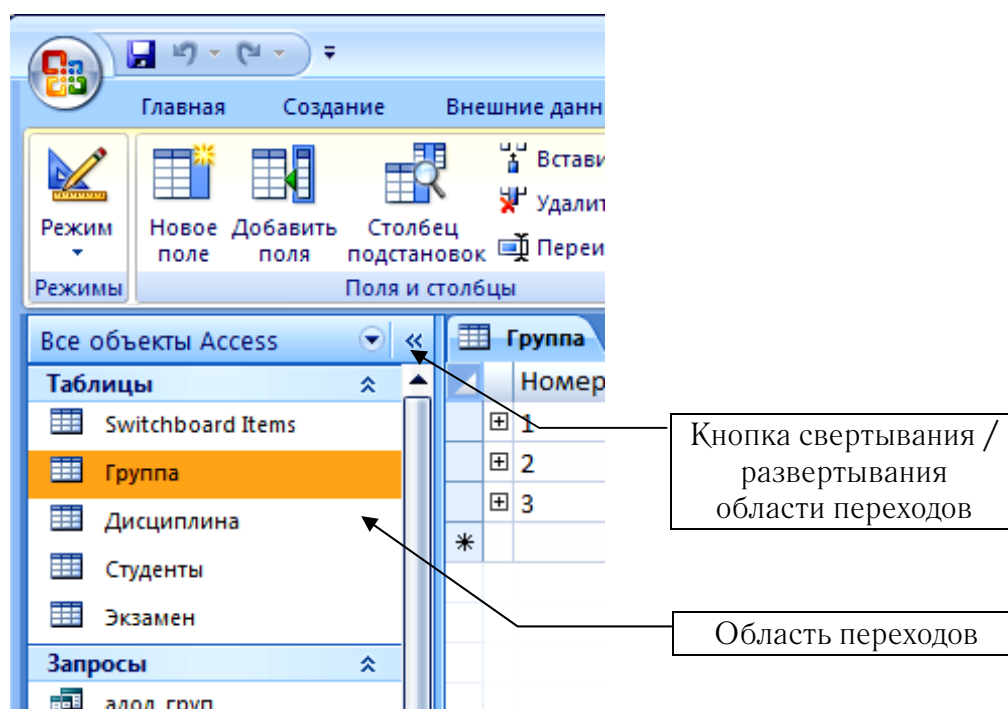 Главная Создание Внешние данн
Встави
Удалит
Переи
Режим
Новое поле
Добавить поля
Столбец подстановок
Режимы
Поля и столбцы
Все объекты Access
Группа
Таблицы
Номер
Switchboard Items
1
Группа
2
Дисциплина
3
Студенты
Экзамен
Запросы
Кнопка свертывания /
развертывания
области переходов
Область переходов